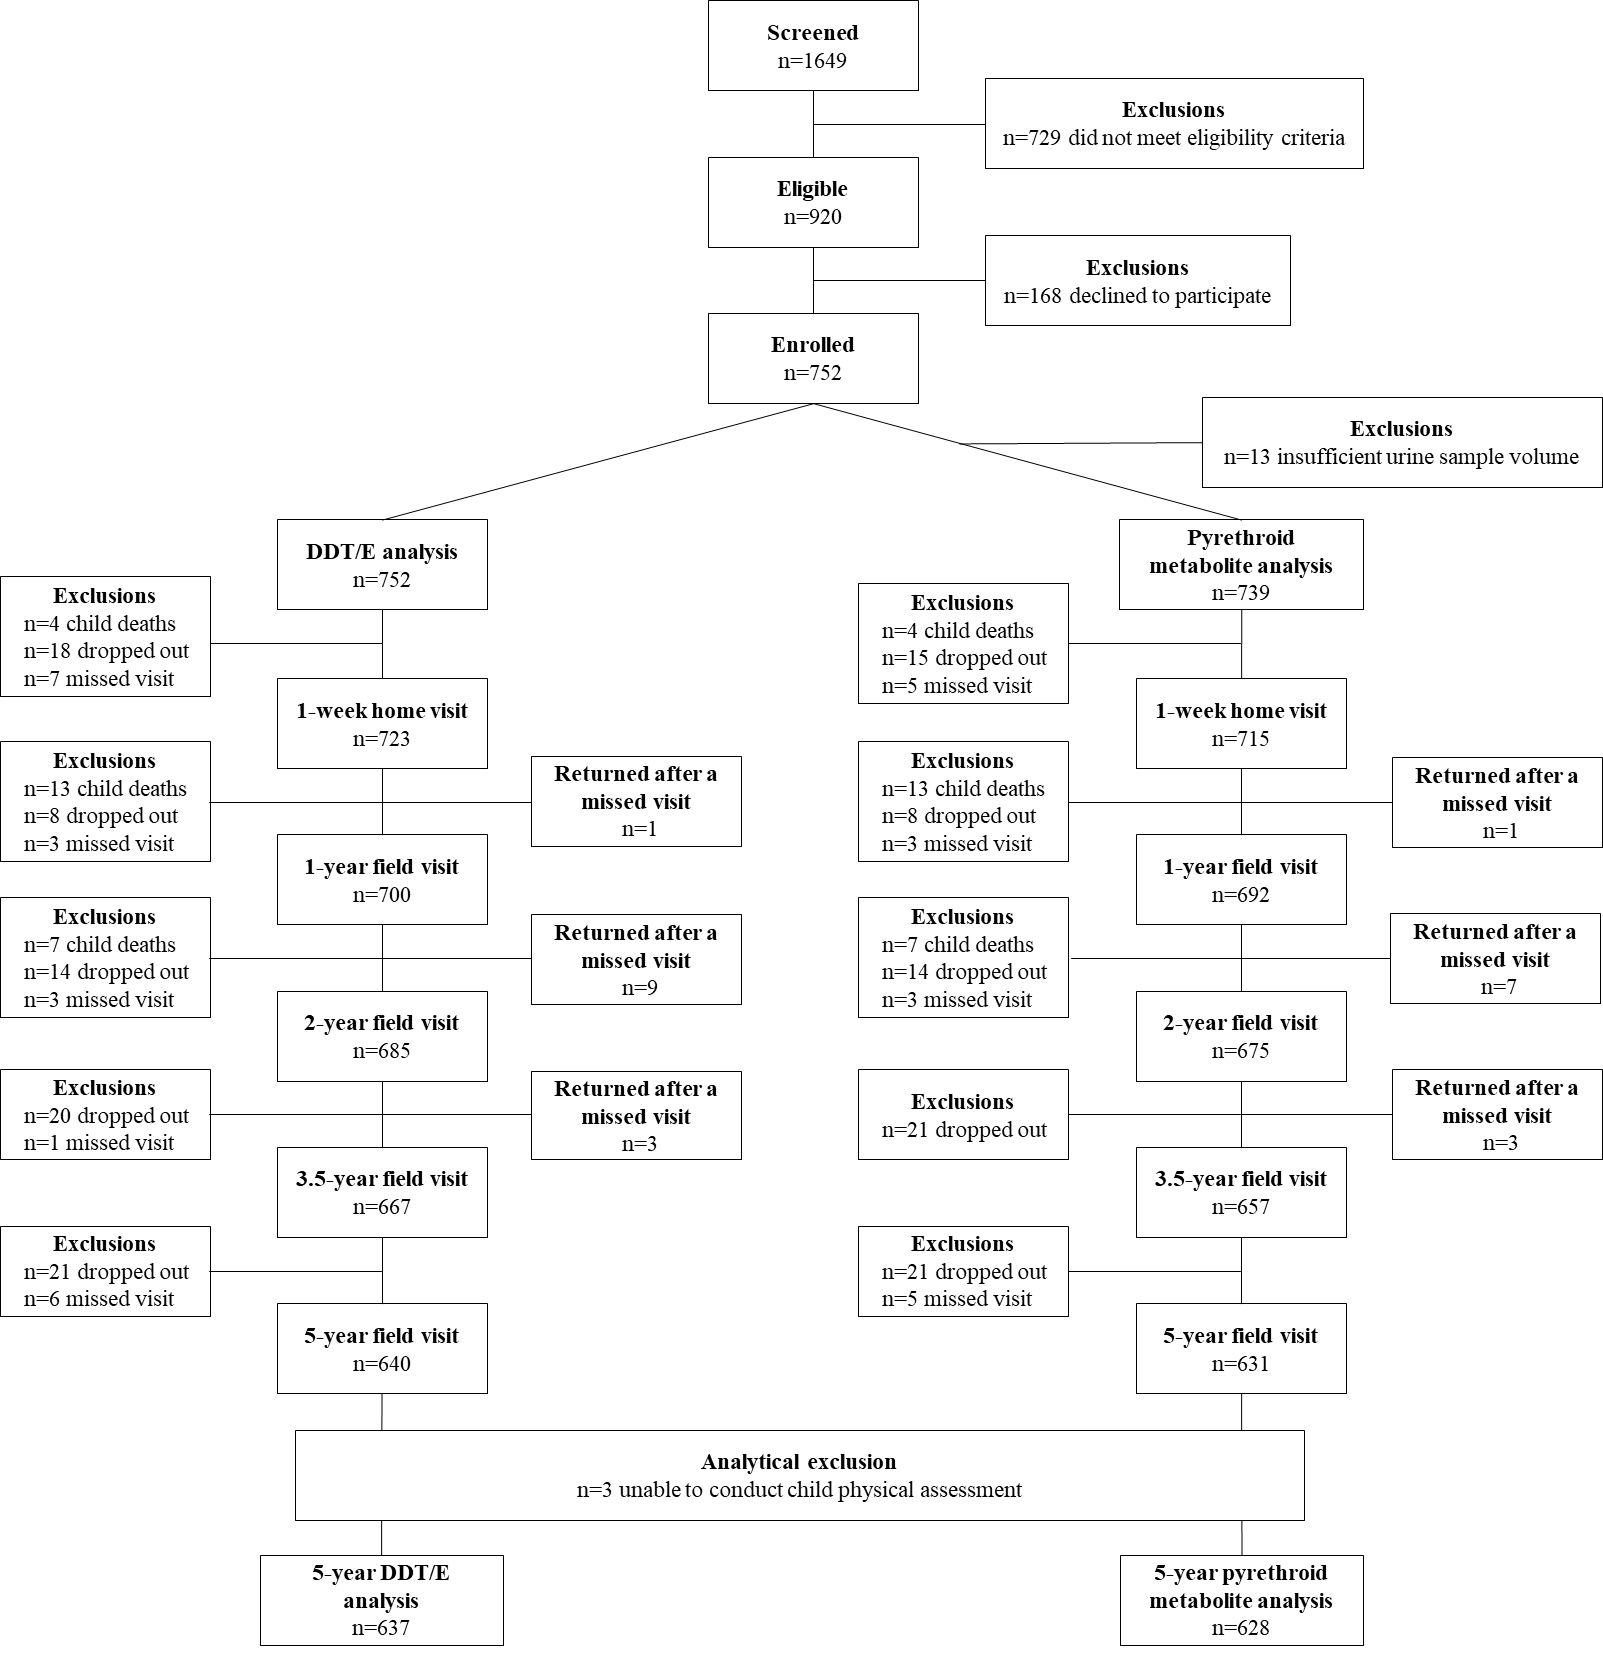 Screened
n=1649
Exclusions
n=729 did not meet eligibility criteria
Eligible
n=920
Exclusions
n=168 declined to participate
Enrolled
n=752
Exclusions
n=13 insufficient urine sample volume
DDT/E analysis
n=752
Exclusions
n=4 child deaths
n=18 dropped out
n=7 missed visit
1-week home visit
n=723
Exclusions
n=13 child deaths
n=8 dropped out
n=3 missed visit
Returned after a
missed visit
n=1
1-year field visit
n=700
Exclusions
n=7 child deaths
n=14 dropped out
n=3 missed visit
Returned after a
missed visit
n=9
2-year field visit
n=685
Exclusions
n=20 dropped out
n=1 missed visit
Returned after a
missed visit
n=3
3.5-year field visit
n=667
Exclusions
n=21 dropped out
n=6 missed visit
5-year field visit
n=640
Pyrethroid
metabolite analysis
n=739
Exclusions
n=4 child deaths
n=15 dropped out
n=5 missed visit
1-week home visit
n=715
Exclusions
n=13 child deaths
n=8 dropped out
n=3 missed visit
Returned after a
missed visit
n=1
1-year field visit
n=692
Exclusions
n=7 child deaths
n=14 dropped out
n=3 missed visit
Returned after a
missed visit
n=7
2-year field visit
n=675
Exclusions
n=21 dropped out
Returned after a
missed visit
n=3
3.5-year field visit
n=657
Exclusions
n=21 dropped out
n=5 missed visit
5-year field visit
n=631
Analytical exclusion
n=3 unable to conduct child physical assessment
5-year DDT/E
analysis
n=637
5-year pyrethroid
metabolite analysis
n=628